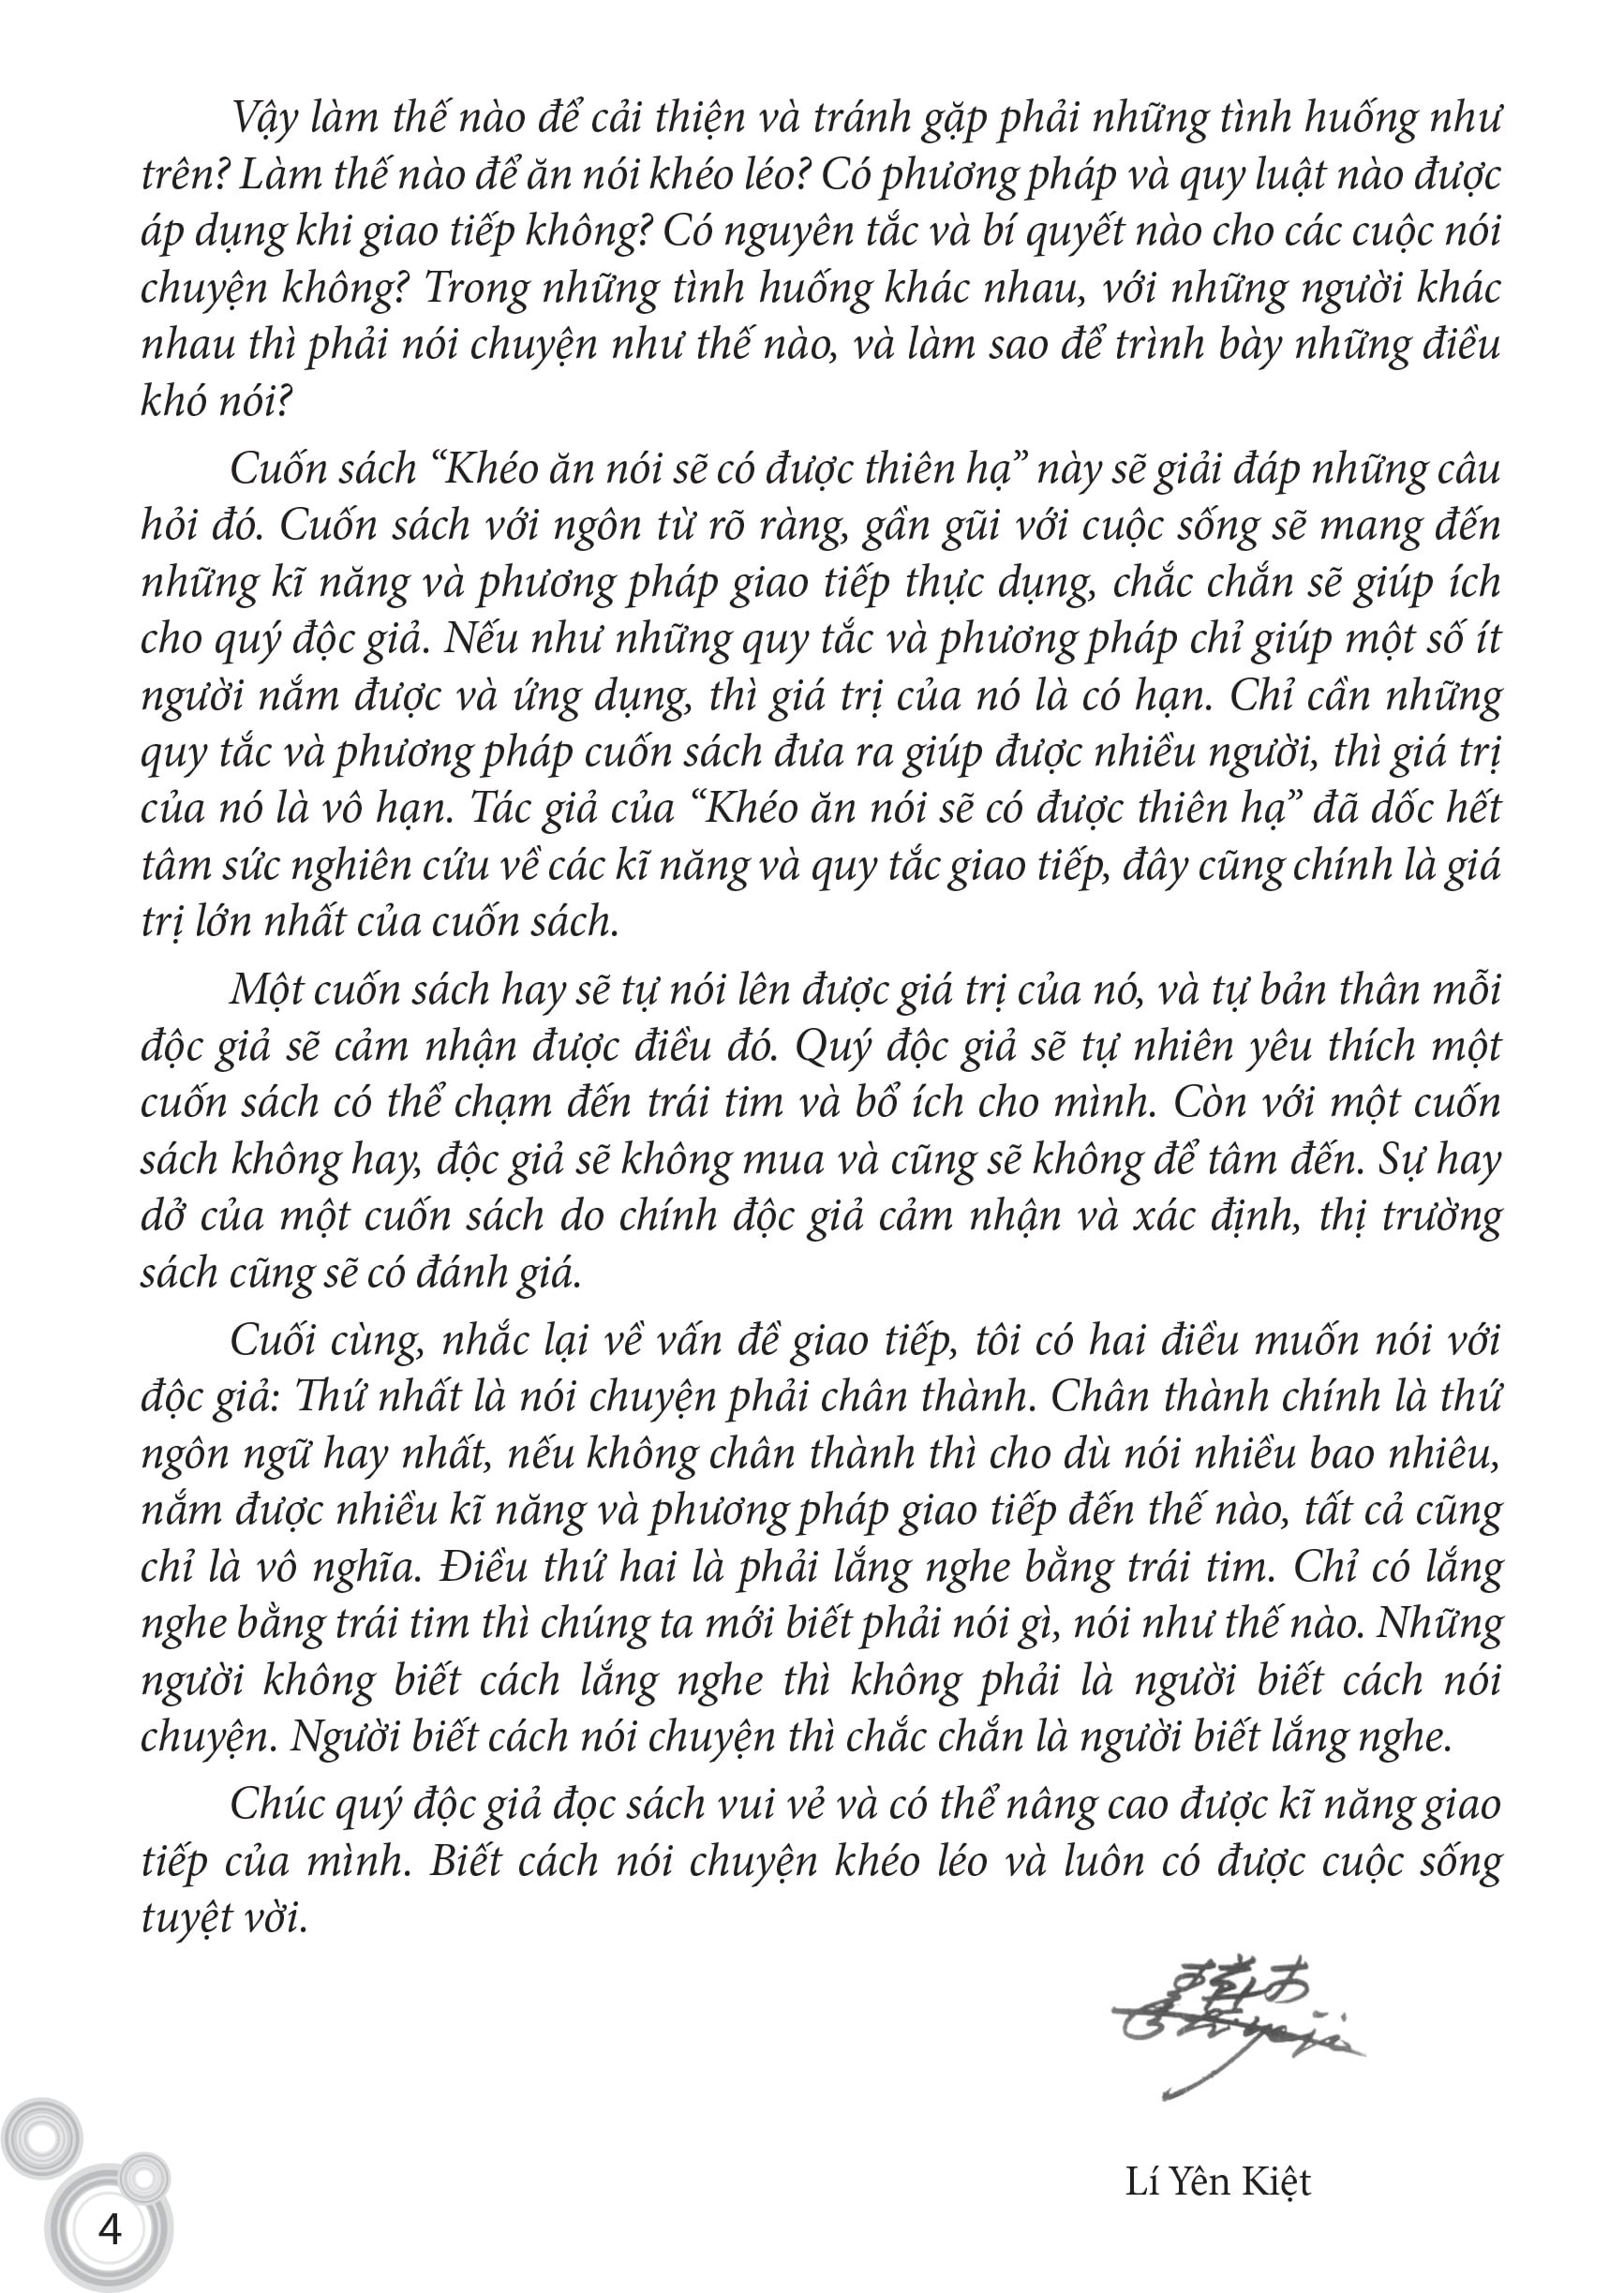 Vậy làm thế nào để cải thiện và tránh gặp phải những tình huống như
trên? Làm thế nào để ăn nói khéo léo? Có phương pháp và quy luật nào được
áp dụng khi giao tiếp không? Có nguyên tắc và bí quyết nào cho các cuộc nói
chuyện không? Trong những tình huống khác nhau, với những người khác
nhau thì phải nói chuyện như thế nào, và làm sao để trình bày những điều
khó nói?
Cuốn sách “Khéo ăn nói sẽ có được thiên hạ” này sẽ giải đáp những câu
hỏi đó. Cuốn sách với ngôn từ rõ ràng, gần gũi với cuộc sống sẽ mang đến
những kĩ năng và phương pháp giao tiếp thực dụng, chắc chắn sẽ giúp ích
cho quý độc giả. Nếu như những quy tắc và phương pháp chỉ giúp một số ít
người nắm được và ứng dụng, thì giá trị của nó là có hạn. Chỉ cần những
quy tắc và phương pháp cuốn sách đưa ra giúp được nhiều người, thì giá trị
của nó là vô hạn. Tác giả của “Khéo ăn nói sẽ có được thiên hạ” đã dốc hết
tâm sức nghiên cứu về các kĩ năng và quy tắc giao tiếp, đây cũng chính là giá
trị lớn nhất của cuốn sách.
Một cuốn sách hay sẽ tự nói lên được giá trị của nó, và tự bản thân mỗi
độc giả sẽ cảm nhận được điều đó. Quý độc giả sẽ tự nhiên yêu thích một
cuốn sách có thể chạm đến trái tim và bổ ích cho mình. Còn với một cuốn
sách không hay, độc giả sẽ không mua và cũng sẽ không để tâm đến. Sự hay
dở của một cuốn sách do chính độc giả cảm nhận và xác định, thị trường
sách cũng sẽ có đánh giá.
Cuối cùng, nhắc lại về vấn đề giao tiếp, tôi có hai điều muốn nói với
độc giả: Thứ nhất là nói chuyện phải chân thành. Chân thành chính là thứ
ngôn ngữ hay nhất, nếu không chân thành thì cho dù nói nhiều bao nhiêu,
nắm được nhiều kĩ năng và phương pháp giao tiếp đến thế nào, tất cả cũng
chỉ là vô nghĩa. Điều thứ hai là phải lắng nghe bằng trái tim. Chỉ có lắng
nghe bằng trái tim thì chúng ta mới biết phải nói gì, nói như thế nào. Những
người không biết cách lắng nghe thì không phải là người biết cách nói
chuyện. Người biết cách nói chuyện thì chắc chắn là người biết lắng nghe.
Chúc quý độc giả đọc sách vui vẻ và có thể nâng cao được kĩ năng giao
tiếp của mình. Biết cách nói chuyện khéo léo và luôn có được cuộc sống
tuyệt vời.
Lí Yên Kiệt
4